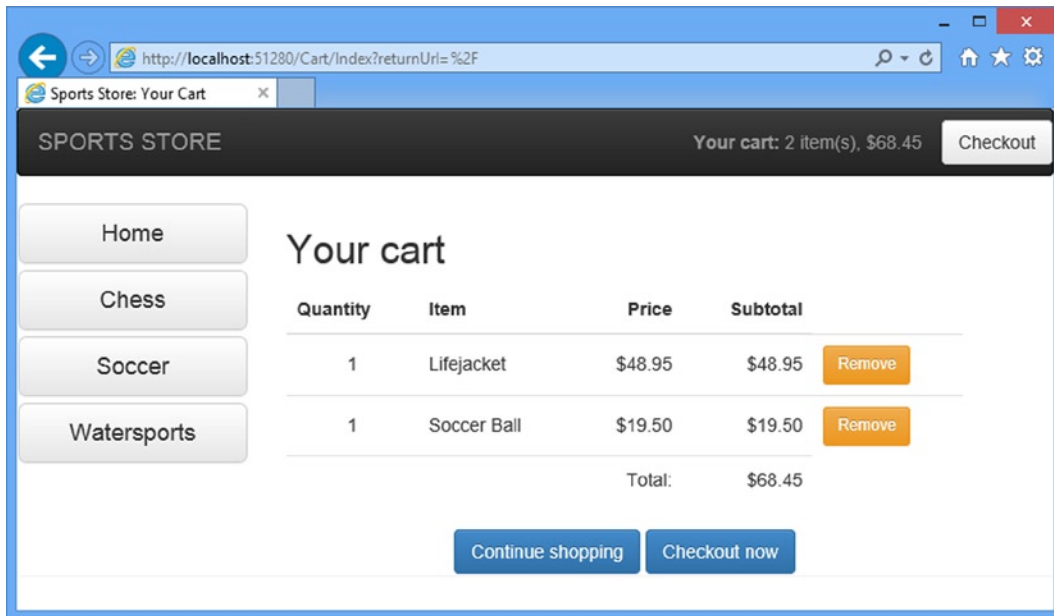 http://localhost:51280/Cart/Index?returnUrl=%2F
Sports Store: Your Cart
SPORTS STORE
Your cart: 2 item(s), $68.45
Checkout
Home
Chess
Soccer
Watersports
Your cart
Quantity Item Price Subtotal
1 Lifejacket $48.95 $48.95 Remove
1 Soccer Ball $19.50 $19.50 Remove
Total: $68.45
Continue shopping
Checkout now